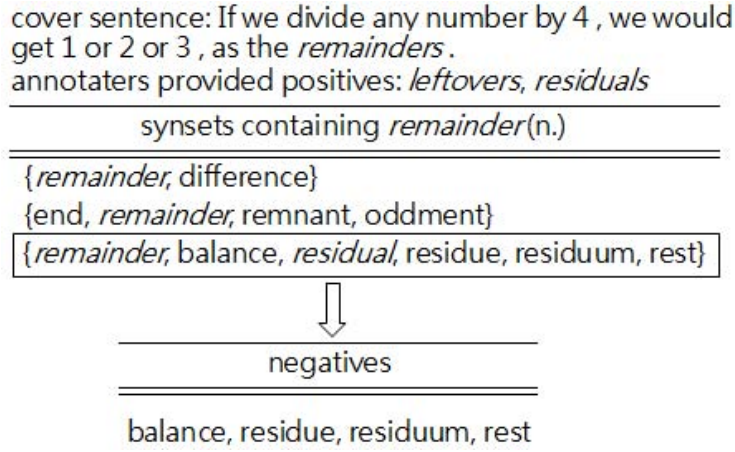 cover sentence: If we divide any number by 4 , we would
get 1 or 2 or 3 , as the remainders .
annotaters provided positives: leftovers, residuals
synsets containing remainder(n.)
{remainder, difference}
{end, remainder, remnant, oddment}
{remainder, balance, residual, residue, residuum, rest}
negatives
balance, residue, residuum, rest